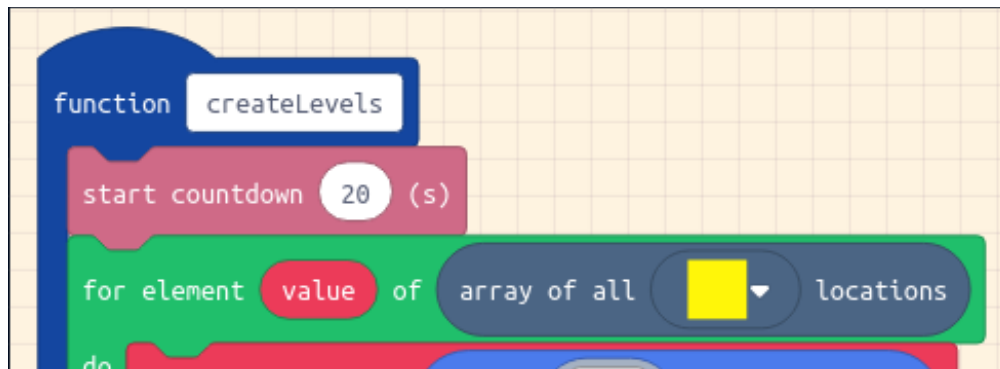 function createLevels
start countdown 20 (s)
for element value of array of all locations
do